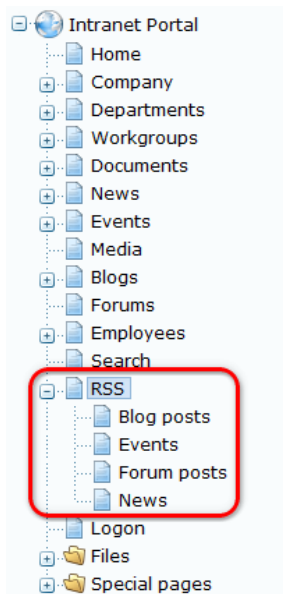 Intranet Portal
Home
Company
Departments
Workgroups
Documents
News
Events
Media
Blogs
Forums
Employees
Search
RSS
Blog posts
Events
Forum posts
News
Logon
Files
Special pages